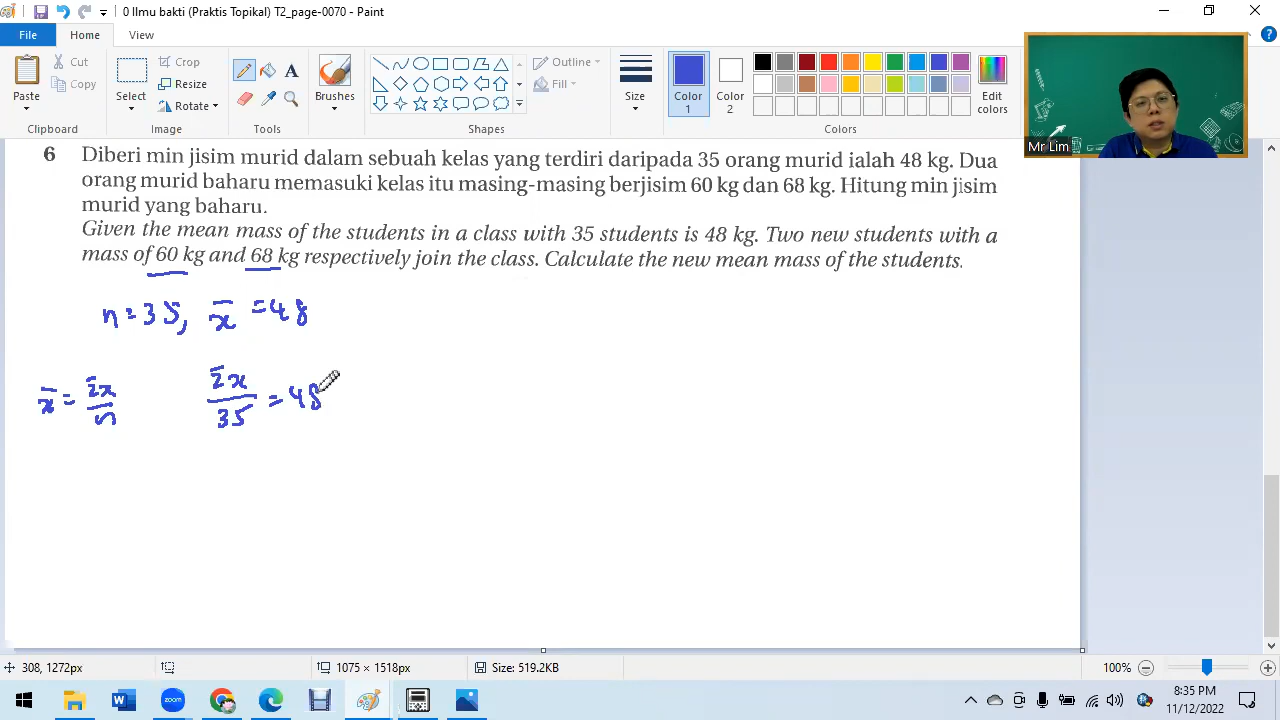 0 Ilmu bakti (Praktis Topikal) T2_page-0070 - Paint
File Home View
Paste Cut Copy
Select Crop Resize Rotate
Brushes
Outline
Fill
Size
Color 1
Color 2
Edit colors
Clipboard Image Tools Shapes Colors
Mr Lim
6 Diberi min jisim murid dalam sebuah kelas yang terdiri daripada 35 orang murid ialah 48 kg. Dua
orang murid baharu memasuki kelas itu masing-masing berjisim 60 kg dan 68 kg. Hitung min jisim
murid yang baharu.
Given the mean mass of the students in a class with 35 students is 48 kg. Two new students with a
mass of 60 kg and 68 kg respectively join the class. Calculate the new mean mass of the students.
n = 35, x̄ = 48
x̄ = Σx/n
Σx/35 = 48
308, 1272px 1075 × 1518px Size: 519.2KB 100%
zoom
8:35 PM
11/12/2022